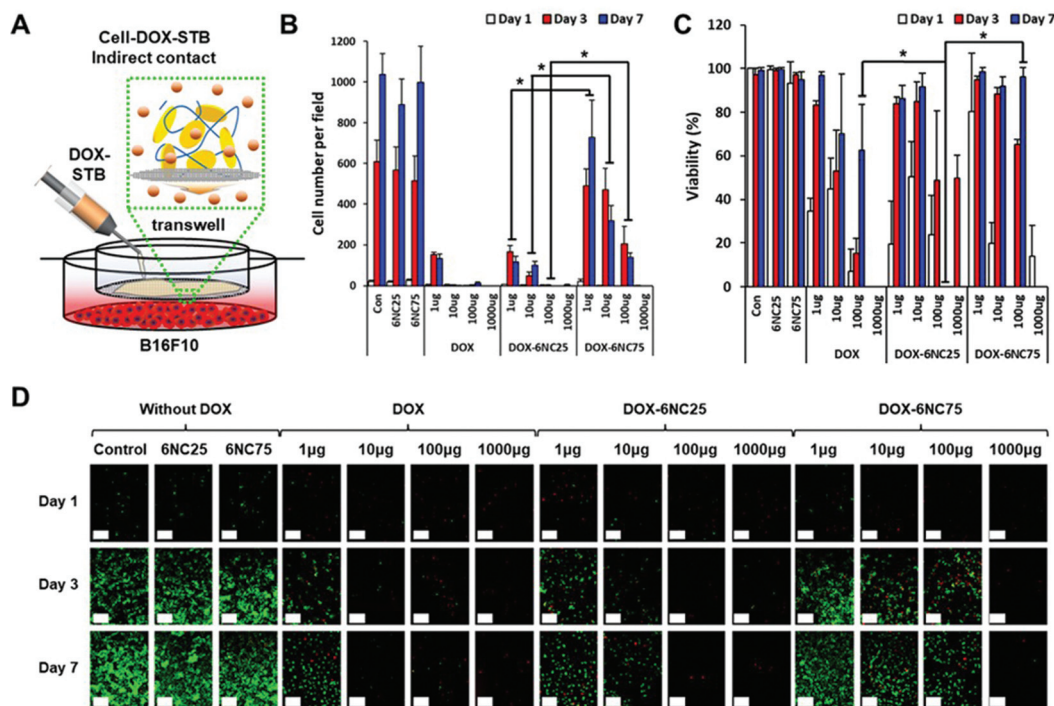 A
Cell-DOX-STB
Indirect contact
DOX-
STB
transwell
B16F10
B
Day 1 Day 3 Day 7
Cell number per field
1200
1000
800
600
400
200
0
* * *
Con 6NC25 6NC75 1ug 10ug 100ug 1000ug 1ug 10ug 100ug 1000ug 1ug 10ug 100ug 1000ug
DOX DOX-6NC25 DOX-6NC75
C
Day 1 Day 3 Day 7
Viability (%)
120
100
80
60
40
20
0
* *
Con 6NC25 6NC75 1ug 10ug 100ug 1000ug 1ug 10ug 100ug 1000ug 1ug 10ug 100ug 1000ug
DOX DOX-6NC25 DOX-6NC75
D
Without DOX DOX DOX-6NC25 DOX-6NC75
Control 6NC25 6NC75 1µg 10µg 100µg 1000µg 1µg 10µg 100µg 1000µg 1µg 10µg 100µg 1000µg
Day 1
Day 3
Day 7